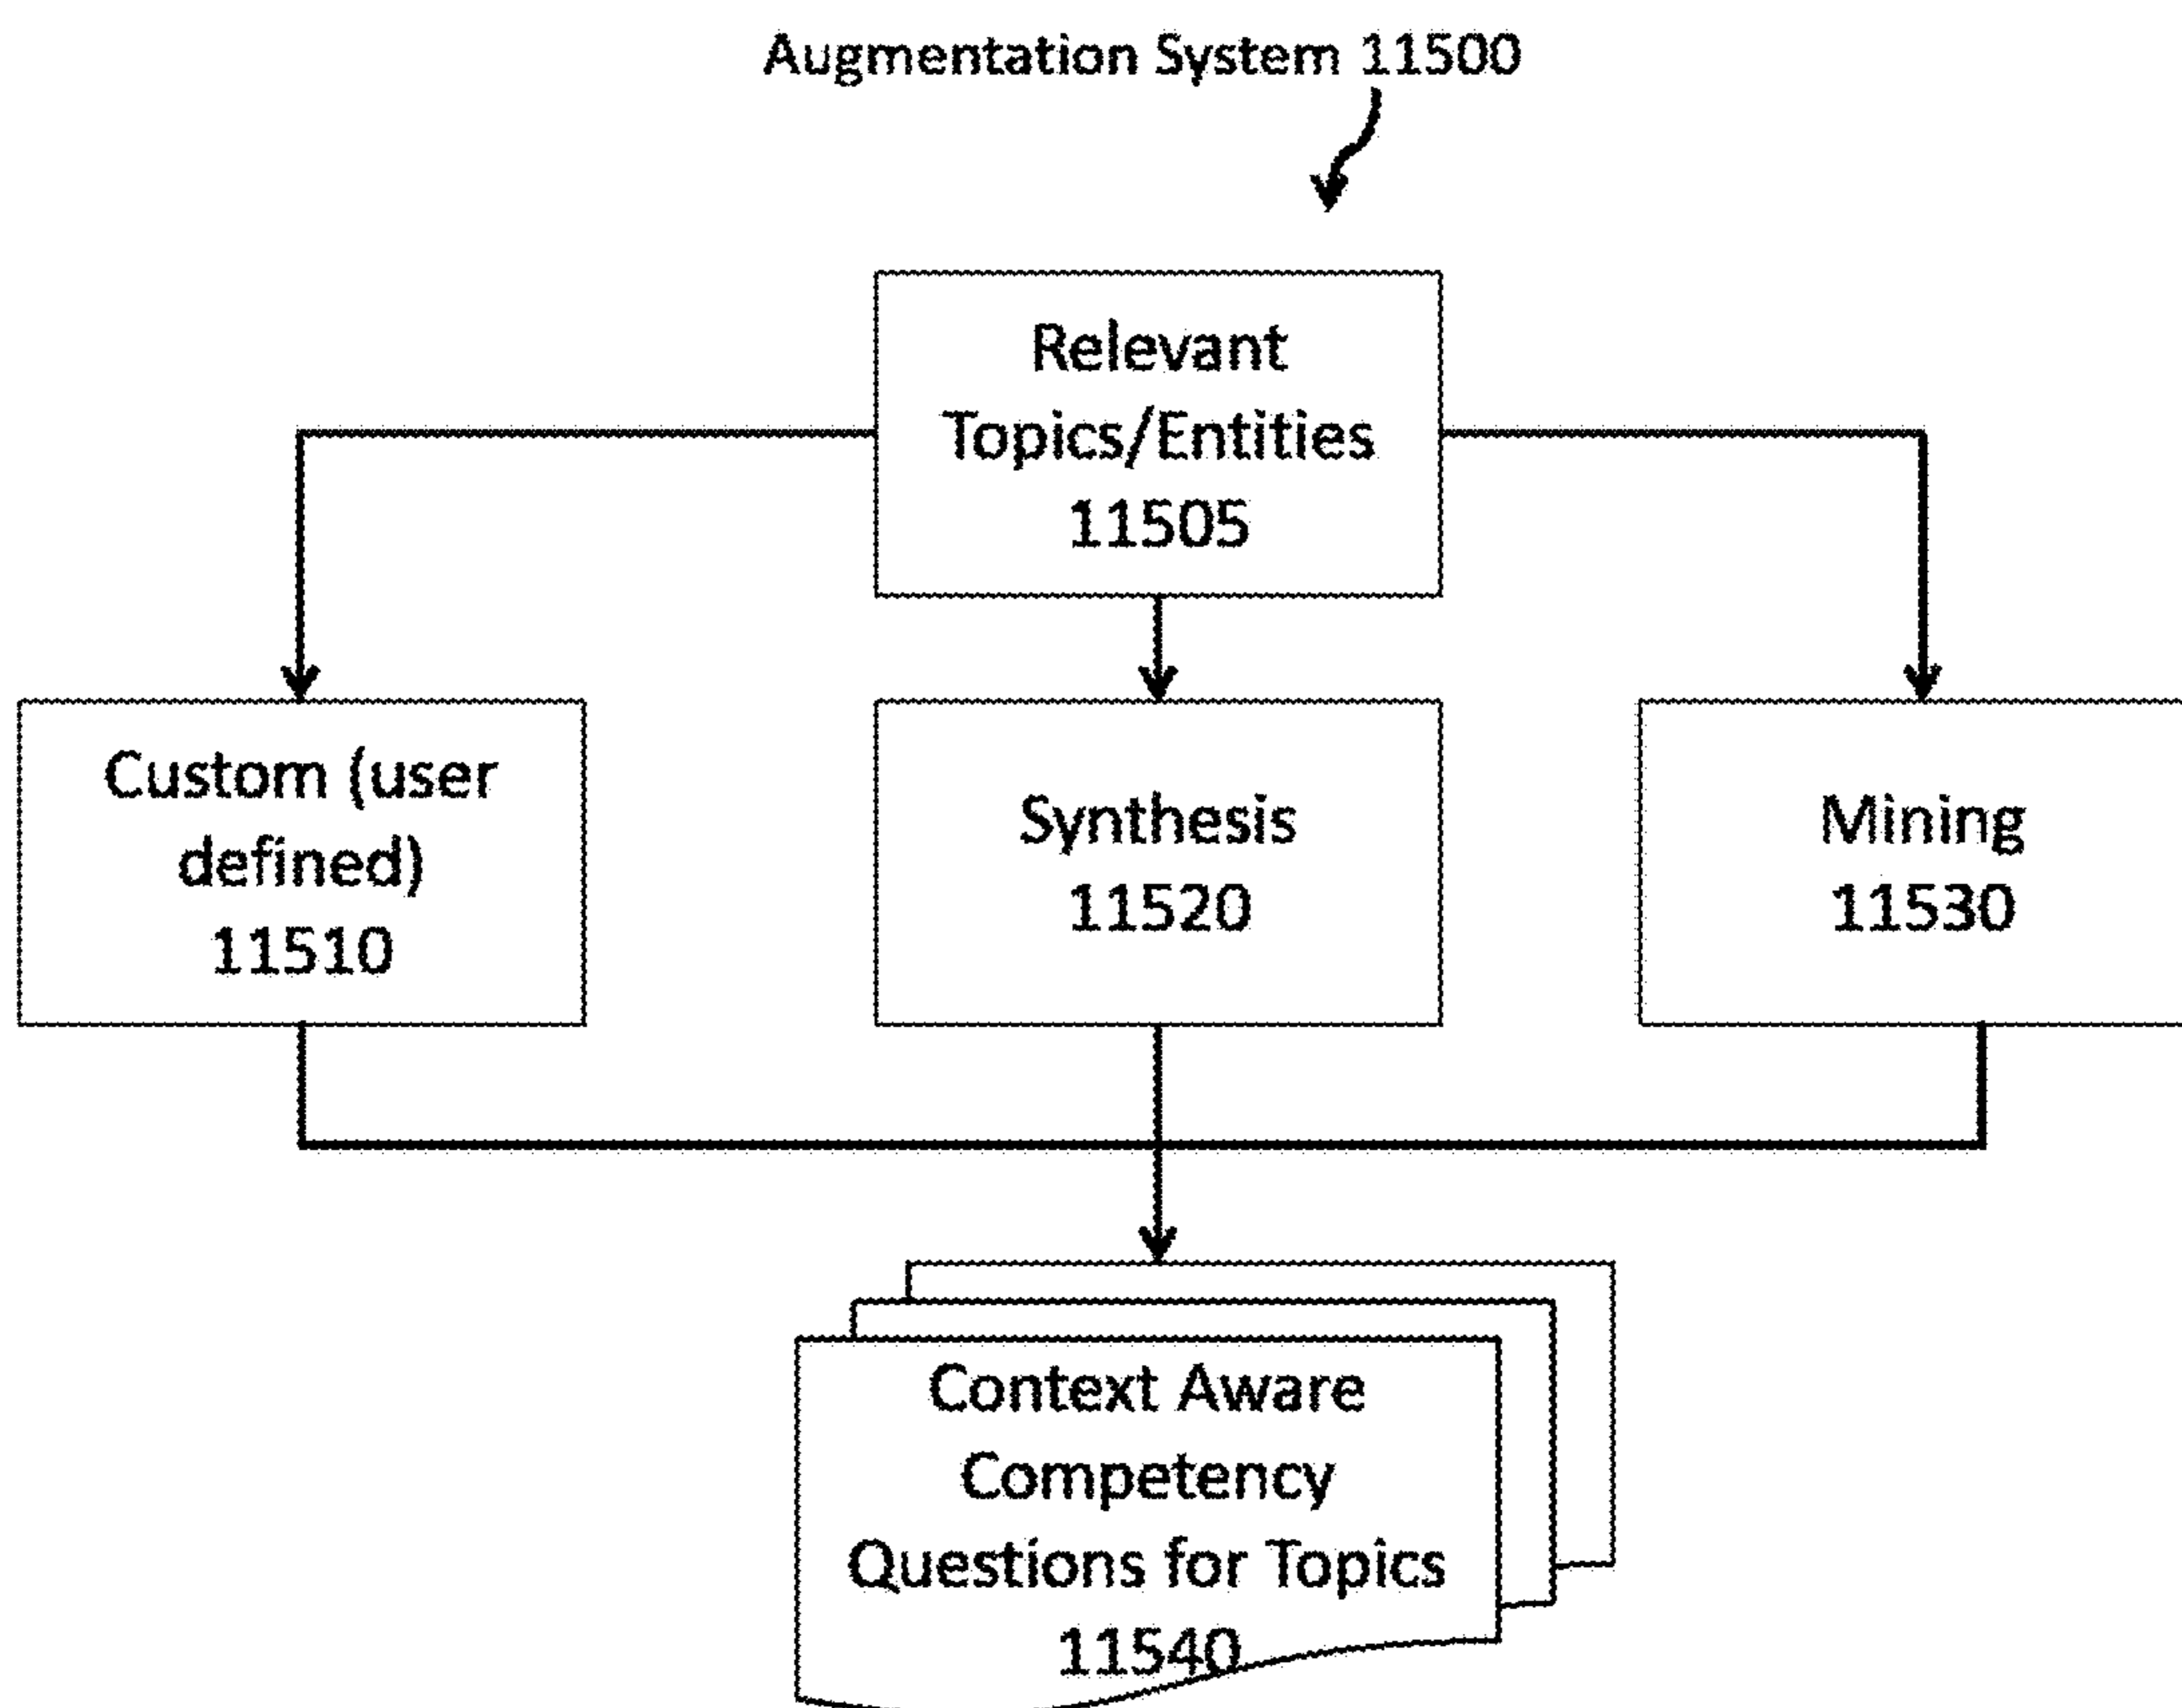 Augmentation System 11500
Relevant
Topics/Entities
11505
Custom (user
defined)
11510
Synthesis
11520
Mining
11530
Context Aware
Competency
Questions for Topics
11540